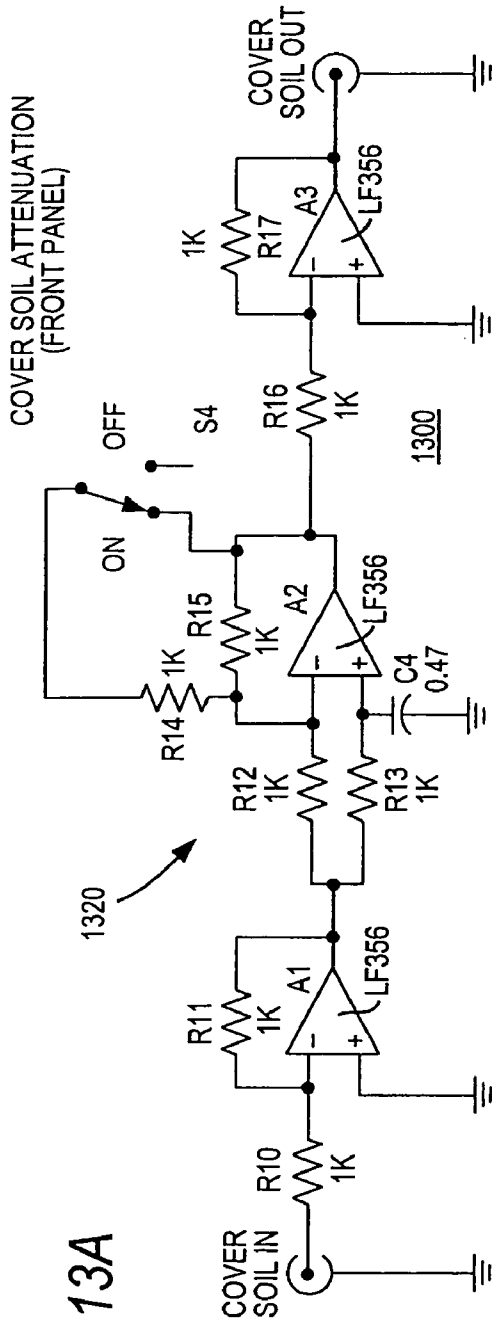 13A
COVER
SOIL IN
R10
1K
R11
1K
A1
LF356
1320
R12
1K
R13
1K
R14
1K
R15
1K
A2
LF356
C4
0.47
ON
OFF
S4
COVER SOIL ATTENUATION
(FRONT PANEL)
R16
1K
1300
1K
R17
A3
LF356
COVER
SOIL OUT
−
+
−
+
−
+